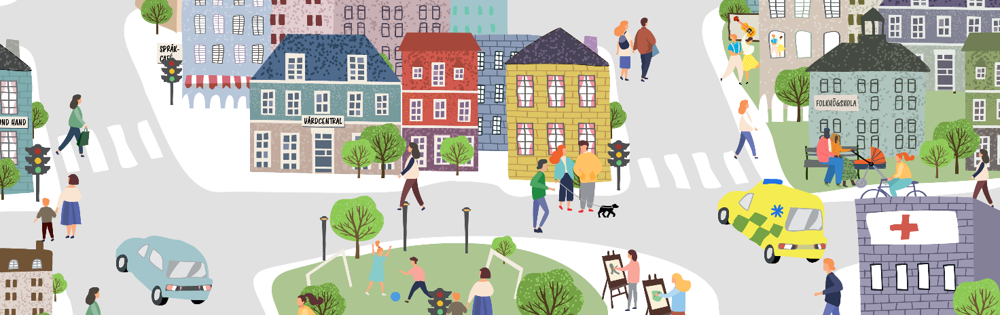 SPRÅK-
CAFÉ
OND HAND
VÅRDCENTRAL
FOLKHÖGSKOLA